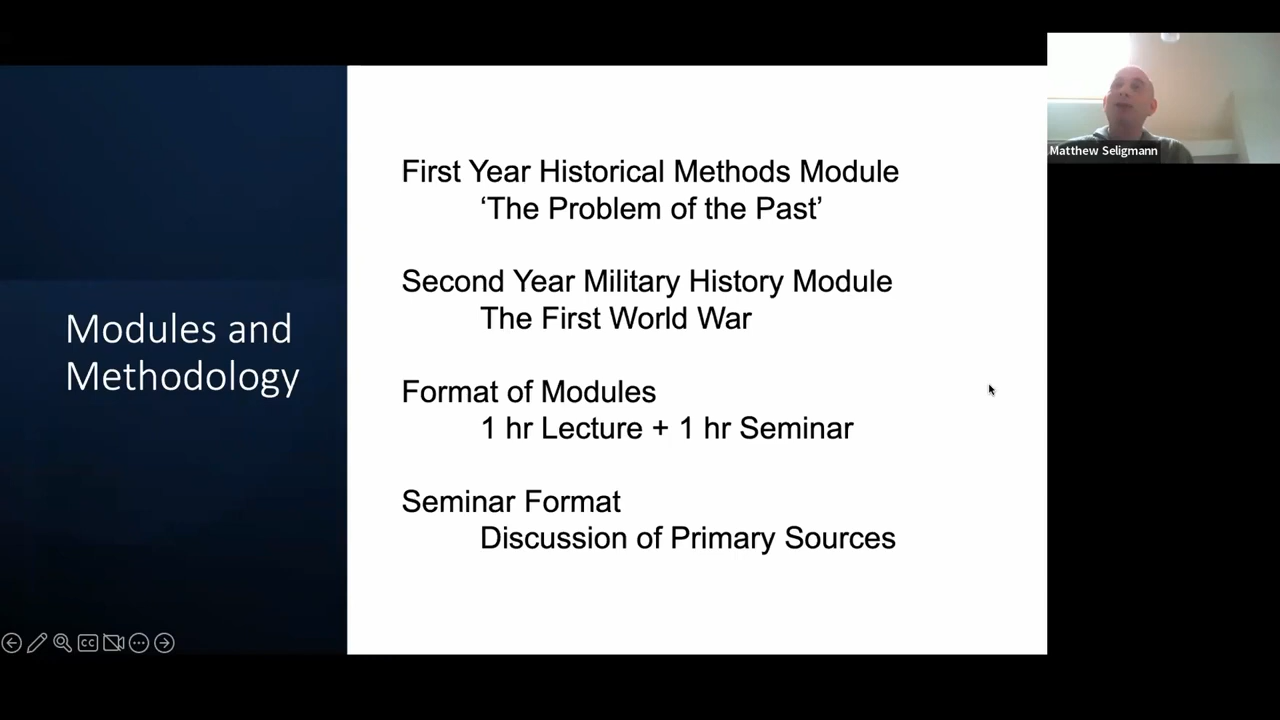 Modules and
Methodology
First Year Historical Methods Module
‘The Problem of the Past’
Second Year Military History Module
The First World War
Format of Modules
1 hr Lecture + 1 hr Seminar
Seminar Format
Discussion of Primary Sources
Matthew Seligmann
CC